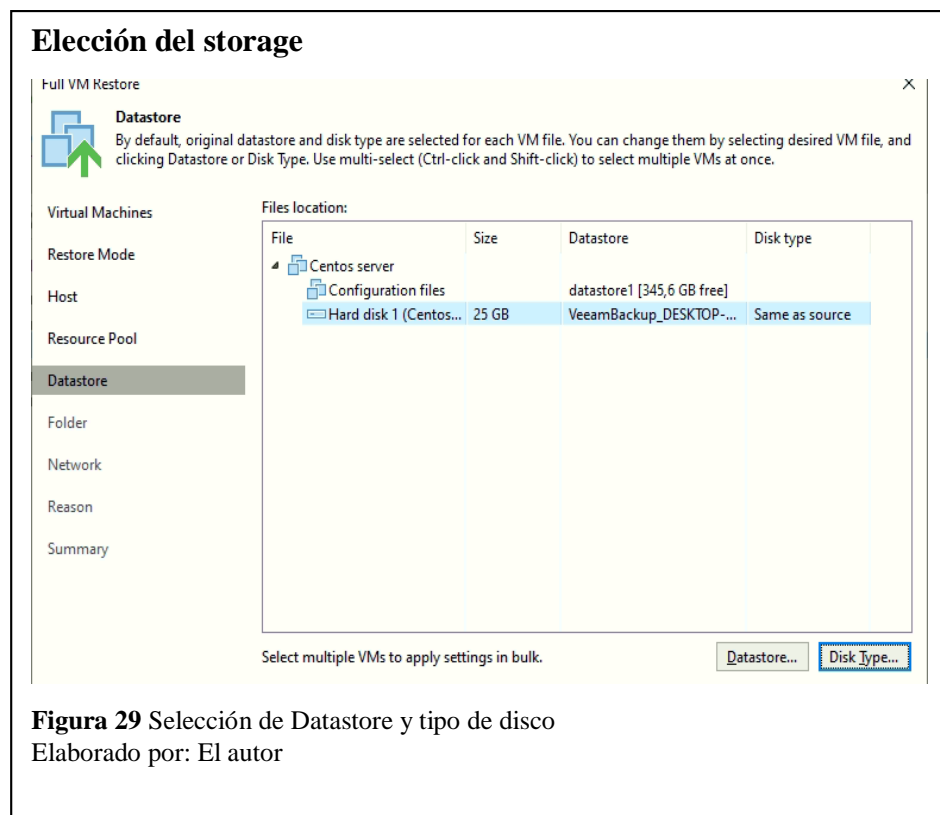 Elección del storage
Full VM Restore
X
Datastore
By default, original datastore and disk type are selected for each VM file. You can change them by selecting desired VM file, and
clicking Datastore or Disk Type. Use multi-select (Ctrl-click and Shift-click) to select multiple VMs at once.
Virtual Machines
Restore Mode
Host
Resource Pool
Datastore
Folder
Network
Reason
Summary
Files location:
File Size Datastore Disk type
Centos server
Configuration files datastore1 [345,6 GB free]
Hard disk 1 (Centos... 25 GB VeeamBackup_DESKTOP-... Same as source
Select multiple VMs to apply settings in bulk.
Datastore... Disk Type...
Figura 29 Selección de Datastore y tipo de disco
Elaborado por: El autor